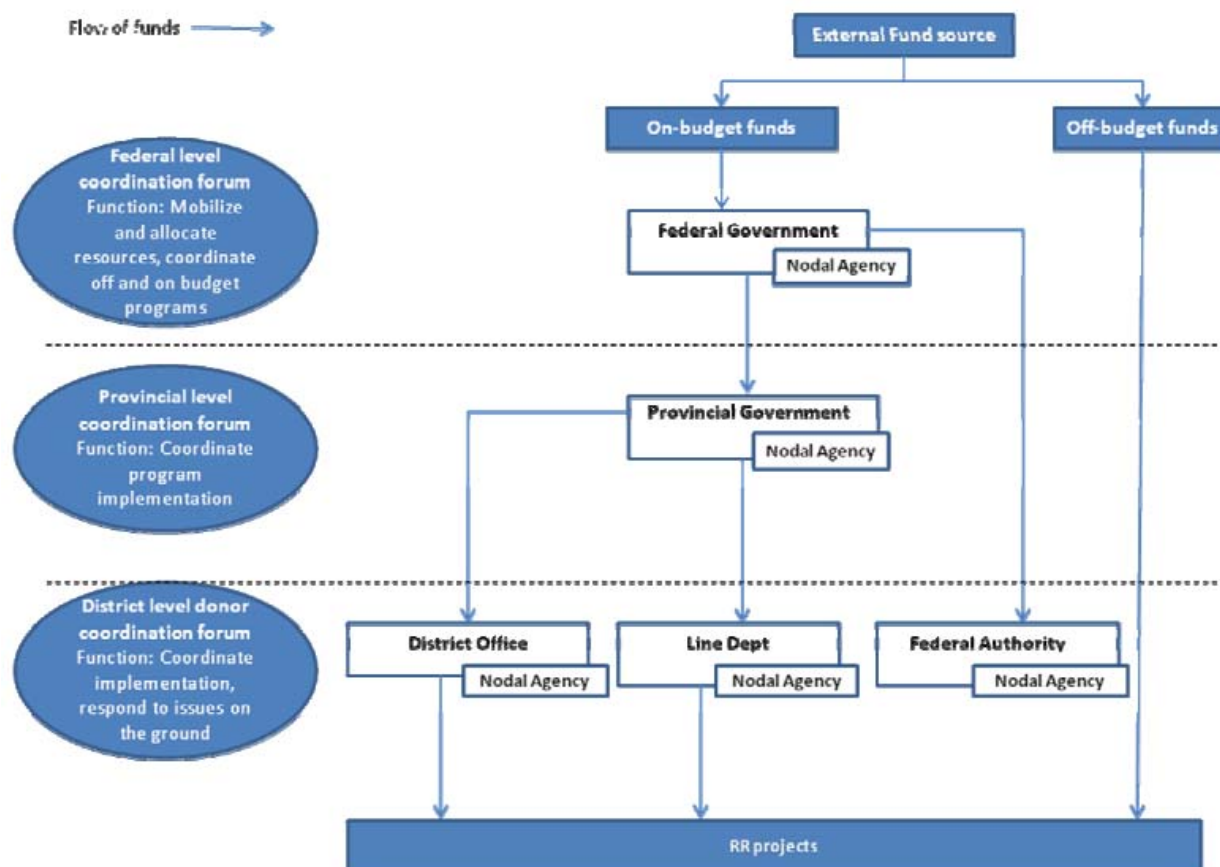 Flow of funds
External Fund source
On-budget funds
Off-budget funds
Federal level
coordination forum
Function: Mobilize
and allocate
resources, coordinate
off and on budget
programs
Federal Government
Nodal Agency
Provincial level
coordination forum
Function: Coordinate
program
implementation
Provincial Government
Nodal Agency
District level donor
coordination forum
Function: Coordinate
implementation,
respond to issues on
the ground
District Office
Nodal Agency
Line Dept
Nodal Agency
Federal Authority
Nodal Agency
RR projects